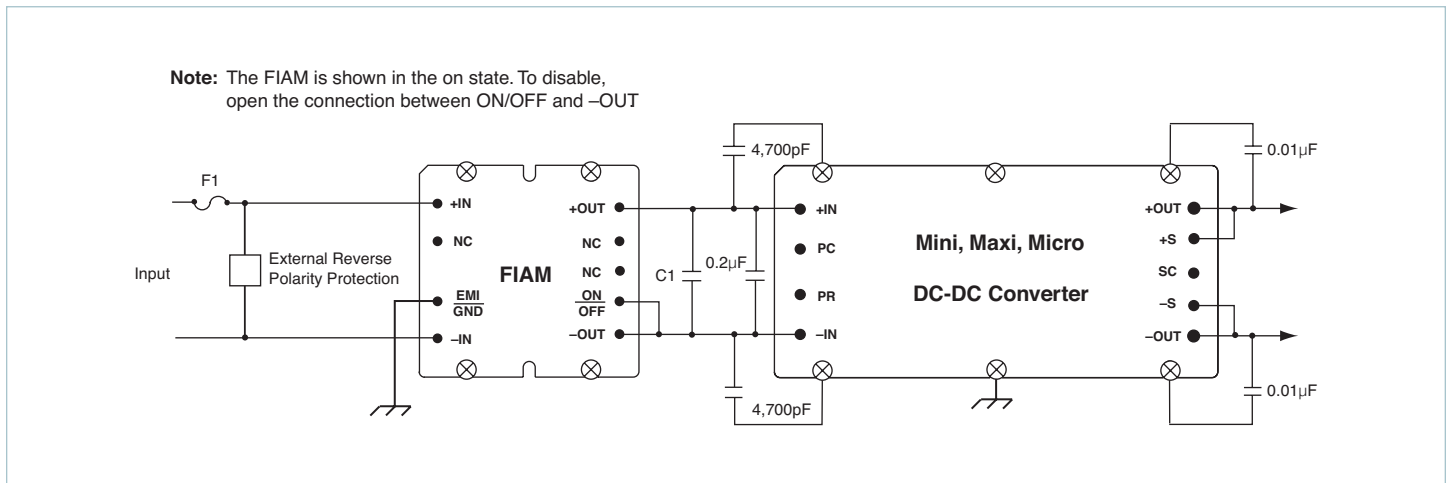 Note: The FIAM is shown in the on state. To disable,
open the connection between ON/OFF and –OUT
F1
Input
External Reverse
Polarity Protection
+IN
NC
EMI
GND
–IN
FIAM
+OUT
NC
NC
ON
OFF
–OUT
C1
0.2µF
4,700pF
4,700pF
+IN
PC
PR
–IN
Mini, Maxi, Micro
DC-DC Converter
+OUT
+S
SC
–S
–OUT
0.01µF
0.01µF